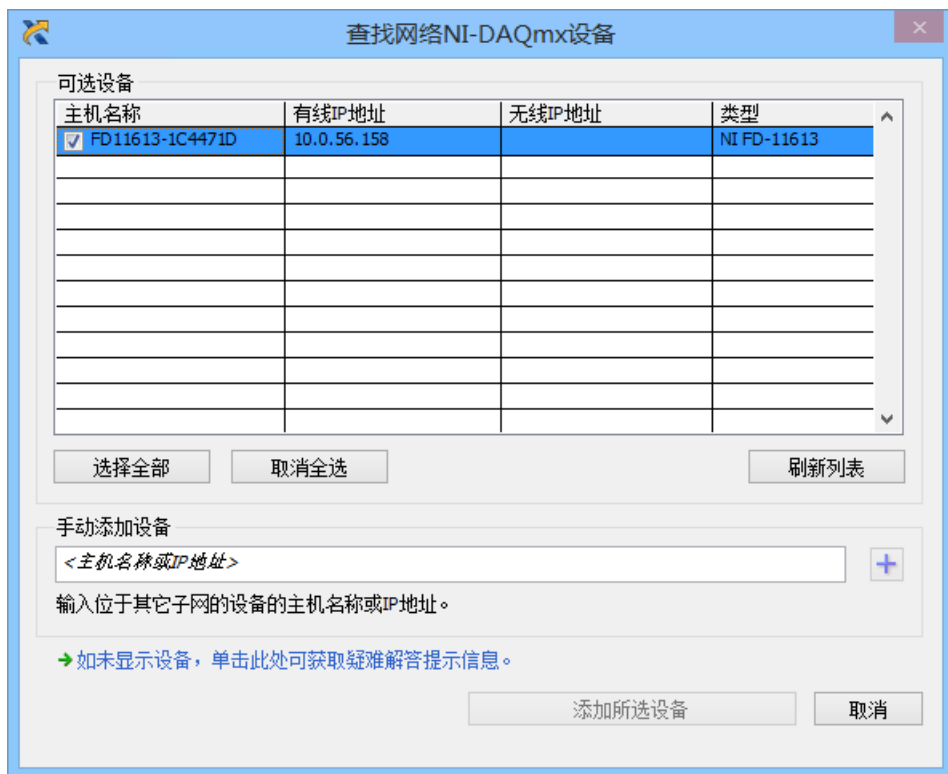 查找网络NI-DAQmx设备
可选设备
主机名称 有线IP地址 无线IP地址 类型
FD11613-1C4471D 10.0.56.158 NI FD-11613
选择全部 取消全选 刷新列表
手动添加设备
<主机名称或IP地址>
输入位于其它子网的设备的主机名称或IP地址。
如未显示设备，单击此处可获取疑难解答提示信息。
添加所选设备 取消